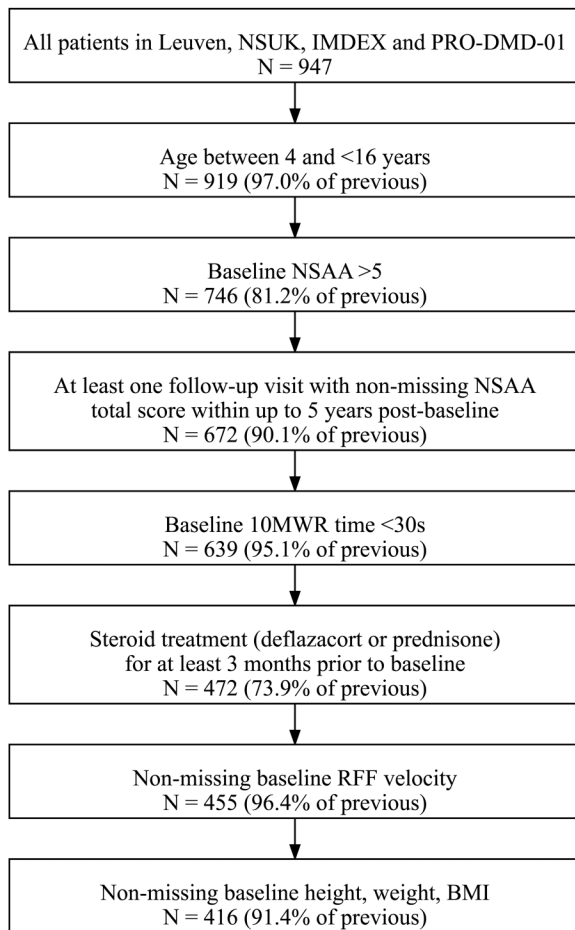 All patients in Leuven, NSUK, IMDEX and PRO-DMD-01
N = 947
Age between 4 and <16 years
N = 919 (97.0% of previous)
Baseline NSAA >5
N = 746 (81.2% of previous)
At least one follow-up visit with non-missing NSAA
total score within up to 5 years post-baseline
N = 672 (90.1% of previous)
Baseline 10MWR time <30s
N = 639 (95.1% of previous)
Steroid treatment (deflazacort or prednisone)
for at least 3 months prior to baseline
N = 472 (73.9% of previous)
Non-missing baseline RFF velocity
N = 455 (96.4% of previous)
Non-missing baseline height, weight, BMI
N = 416 (91.4% of previous)